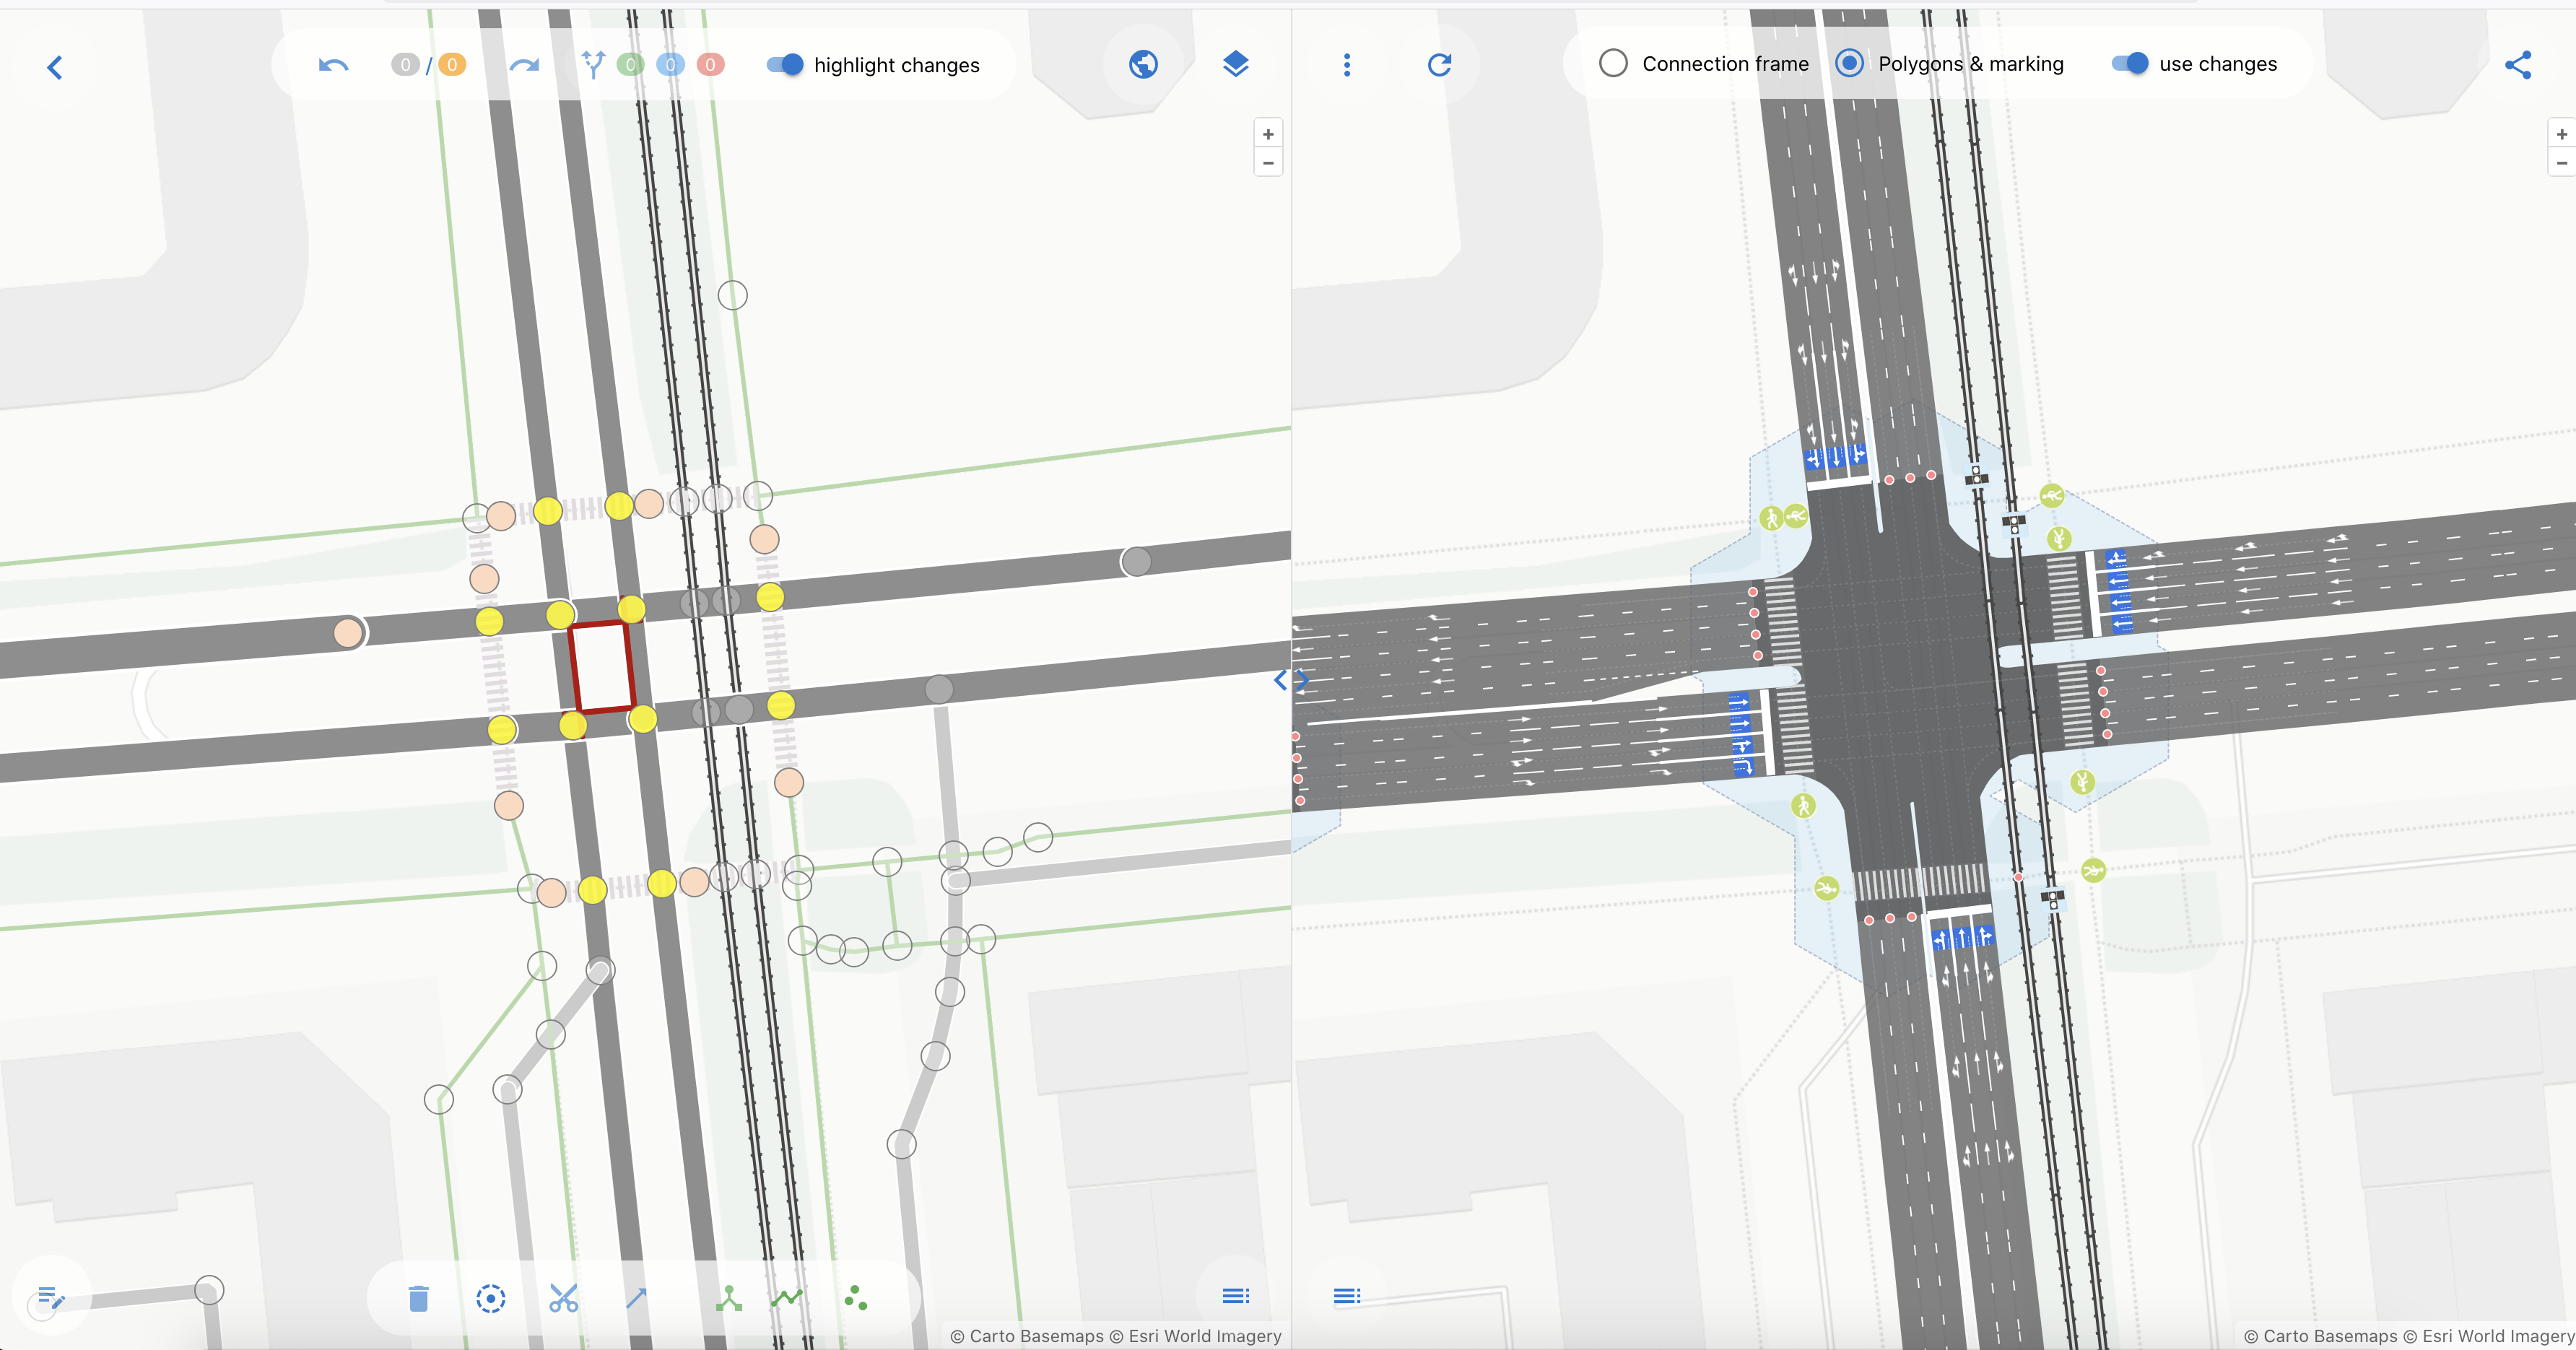 0 / 0
0 0 0
highlight changes
Connection frame
Polygons & marking
use changes
+
−
+
−
© Carto Basemaps © Esri World Imagery
© Carto Basemaps © Esri World Imagery